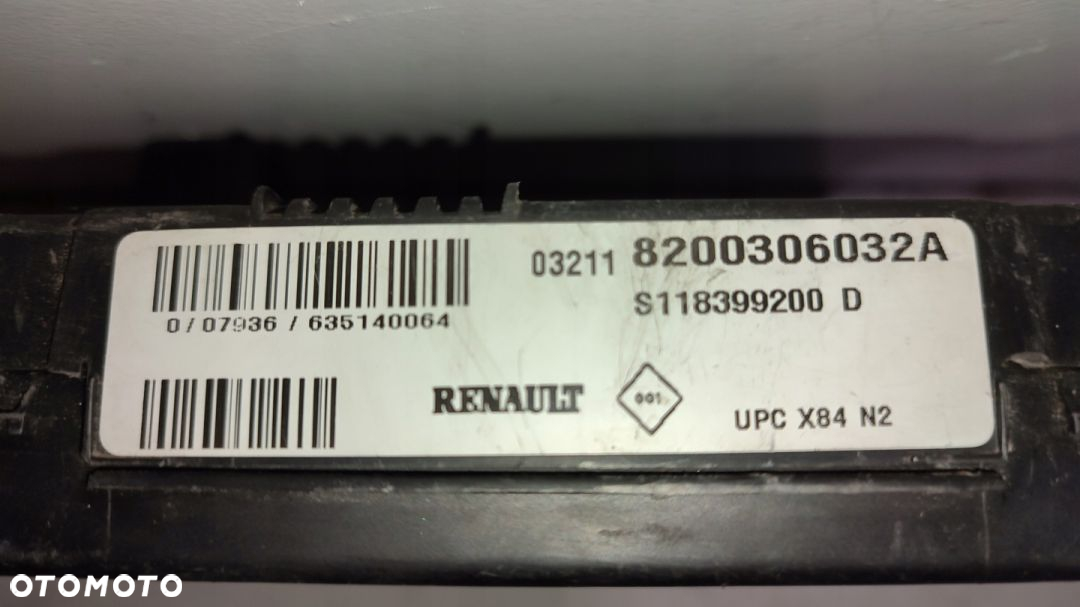 03211 8200306032A
S118399200 D
0/07936/635140064
RENAULT
001
UPC X84 N2
OTOMOTO